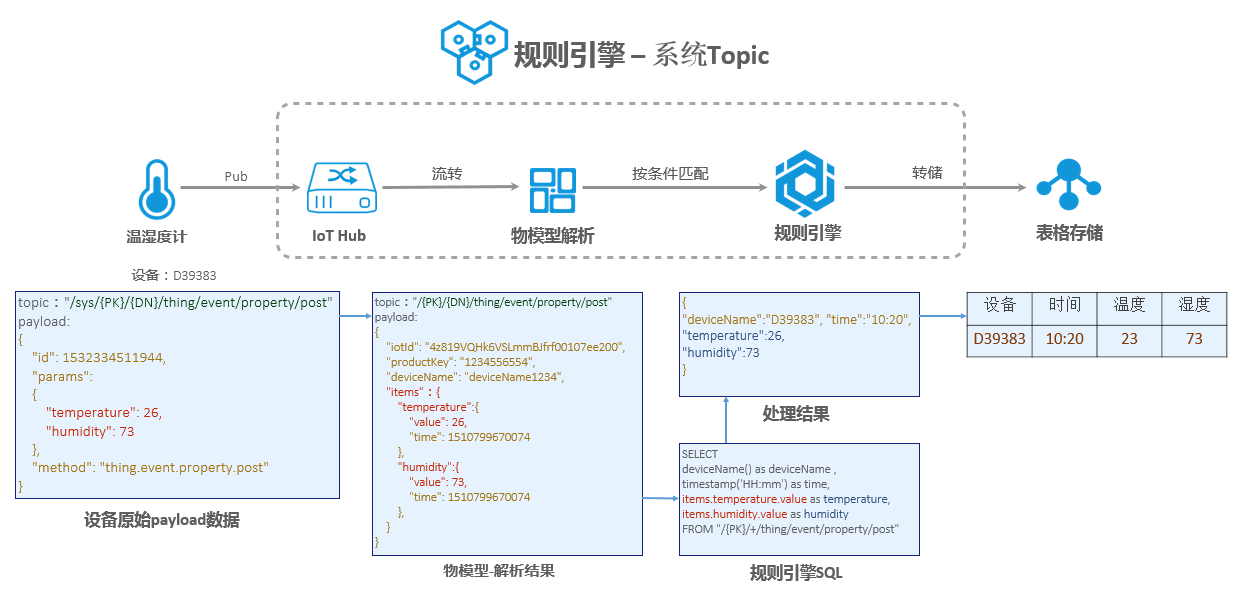 规则引擎 – 系统Topic
Pub
流转
按条件匹配
转储
温湿度计
IoT Hub
物模型解析
规则引擎
表格存储
设备：D39383
topic："/sys/{PK}/{DN}/thing/event/property/post"
payload:
{
"id": 1532334511944,
"params":
{
"temperature": 26,
"humidity": 73
},
"method": "thing.event.property.post"
}
设备原始payload数据
topic："/{PK}/{DN}/thing/event/property/post"
payload:
{
"iotId": "4z819VQHk6VSLmmBJfrf00107ee200",
"productKey": "1234556554",
"deviceName": "deviceName1234",
"items"：{
"temperature":{
"value": 26,
"time": 1510799670074
},
"humidity":{
"value": 73,
"time": 1510799670074
},
}
}
物模型-解析结果
{
"deviceName":"D39383", "time":"10:20",
"temperature":26,
"humidity":73
}
处理结果
SELECT
deviceName() as deviceName ,
timestamp('HH:mm') as time,
items.temperature.value as temperature,
items.humidity.value as humidity
FROM "/{PK}/+/thing/event/property/post"
规则引擎SQL
设备 时间 温度 湿度
D39383 10:20 23 73